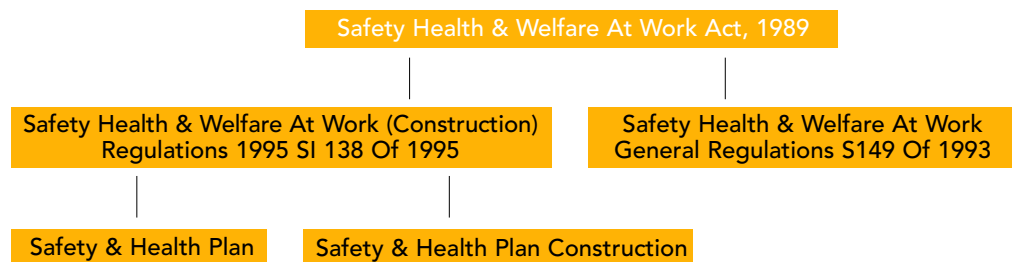 Safety Health & Welfare At Work Act, 1989
Safety Health & Welfare At Work (Construction)
Regulations 1995 SI 138 Of 1995
Safety Health & Welfare At Work
General Regulations S149 Of 1993
Safety & Health Plan
Safety & Health Plan Construction